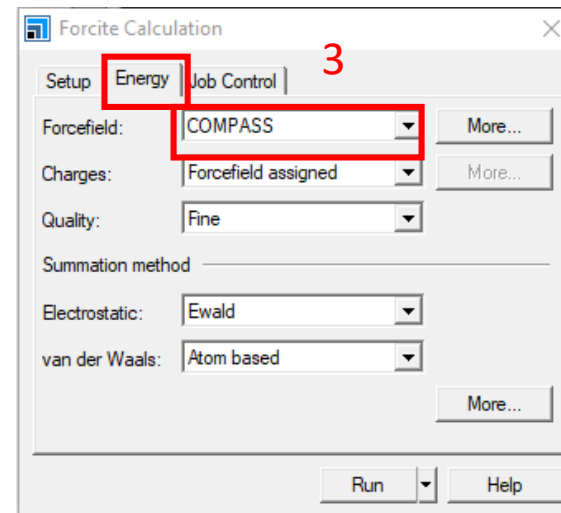 Forcite Calculation
3
Setup Energy Job Control
Forcefield: COMPASS More...
Charges: Forcefield assigned More...
Quality: Fine
Summation method
Electrostatic: Ewald
van der Waals: Atom based
More...
Run Help